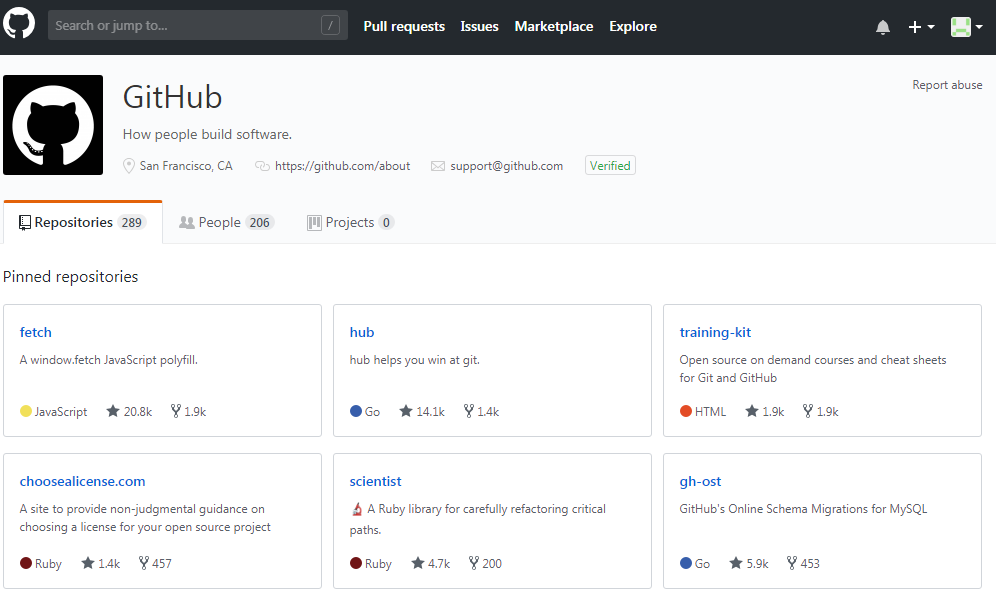 Search or jump to... /
Pull requests Issues Marketplace Explore
GitHub
Report abuse
How people build software.
San Francisco, CA https://github.com/about support@github.com Verified
Repositories 289 People 206 Projects 0
Pinned repositories
fetch
A window.fetch JavaScript polyfill.
JavaScript 20.8k 1.9k
hub
hub helps you win at git.
Go 14.1k 1.4k
training-kit
Open source on demand courses and cheat sheets
for Git and GitHub
HTML 1.9k 1.9k
choosealicense.com
A site to provide non-judgmental guidance on
choosing a license for your open source project
Ruby 1.4k 457
scientist
🔬 A Ruby library for carefully refactoring critical
paths.
Ruby 4.7k 200
gh-ost
GitHub's Online Schema Migrations for MySQL
Go 5.9k 453